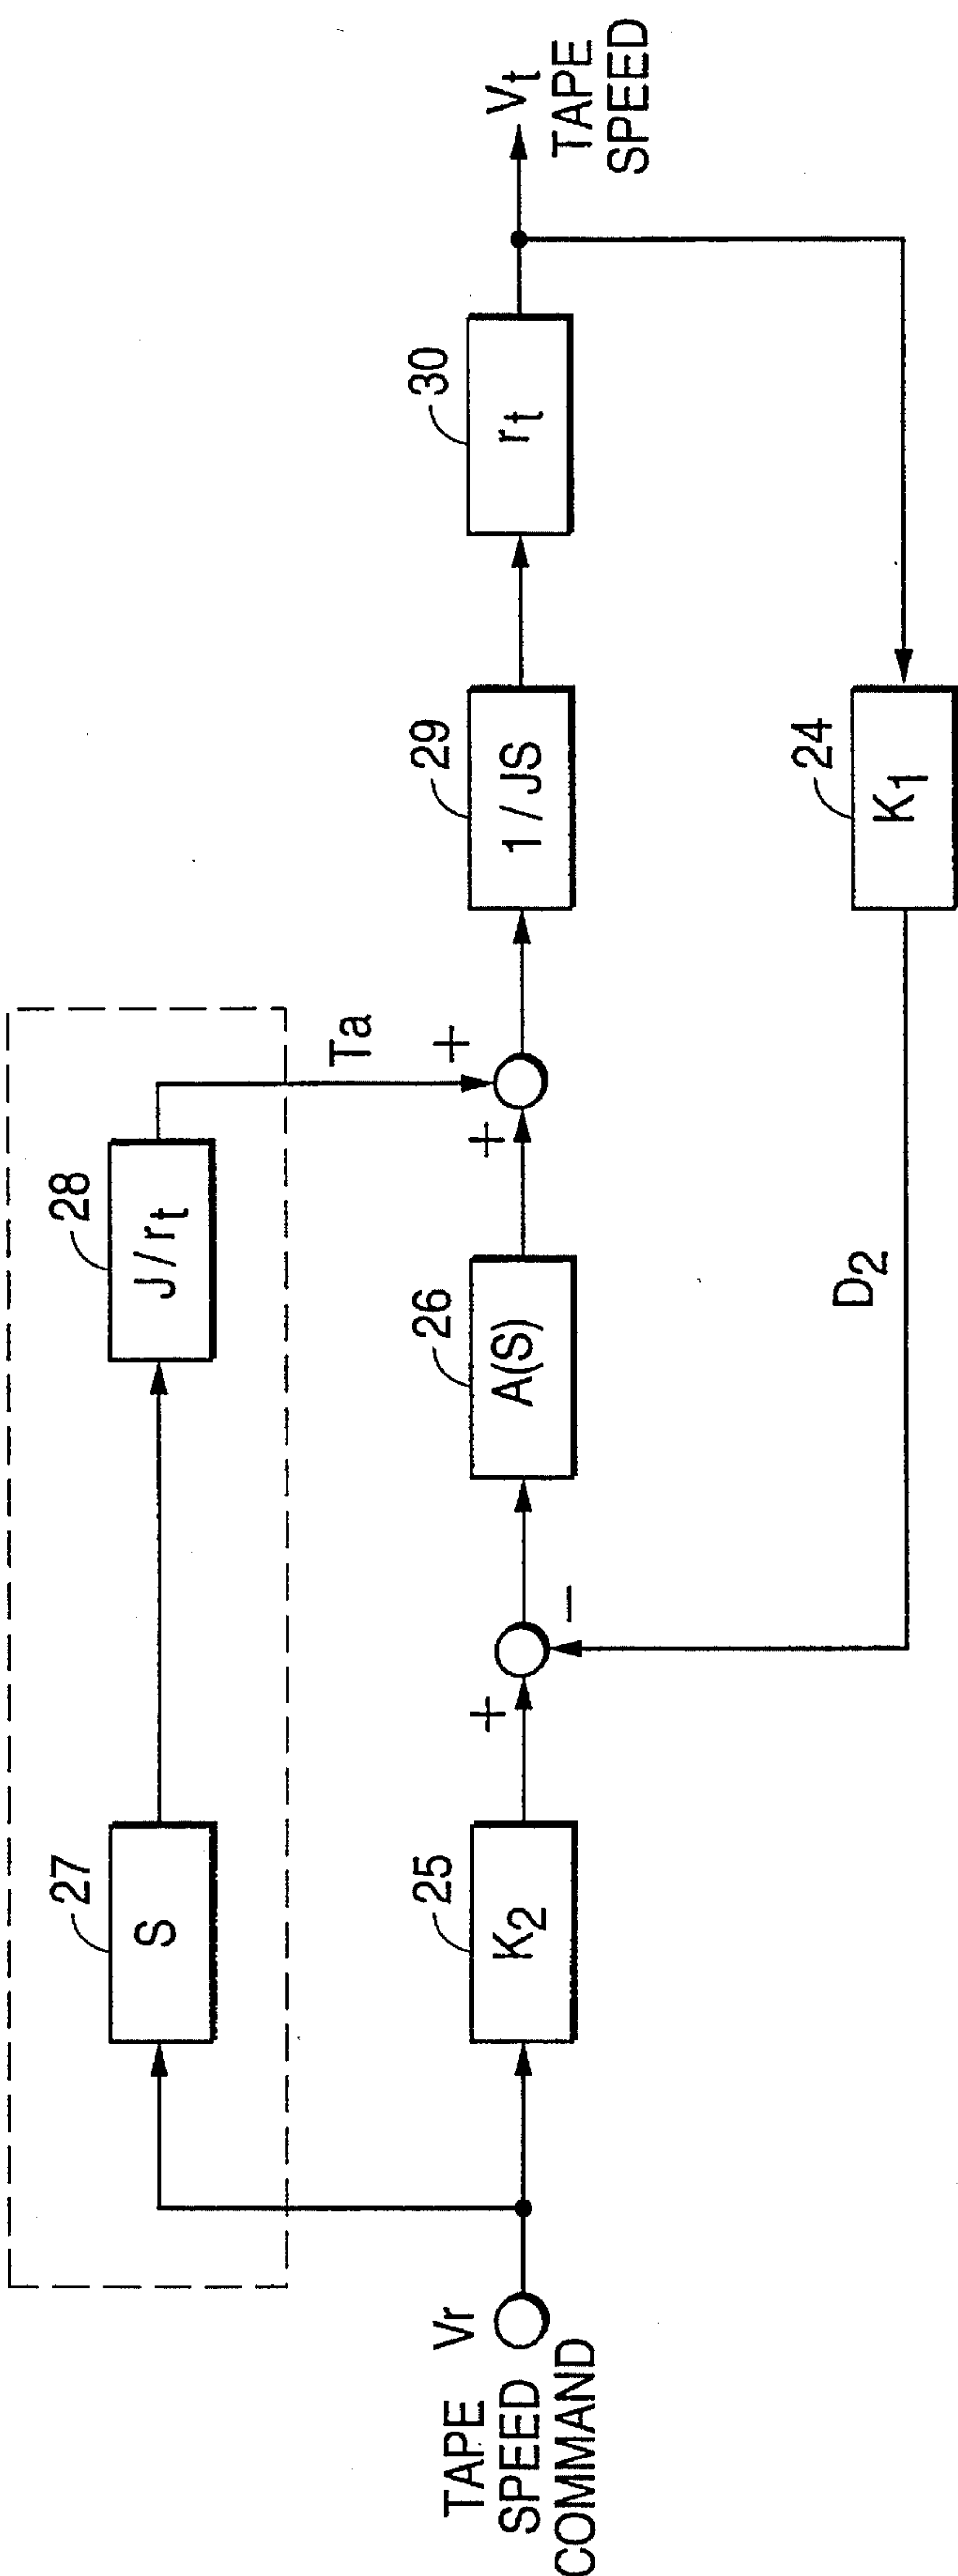 27
S
28
J / rt
Ta
TAPE
SPEED
COMMAND
Vr
25
K2
+
−
26
A(S)
+
+
29
1 / JS
30
rt
Vt
TAPE
SPEED
D2
24
K1